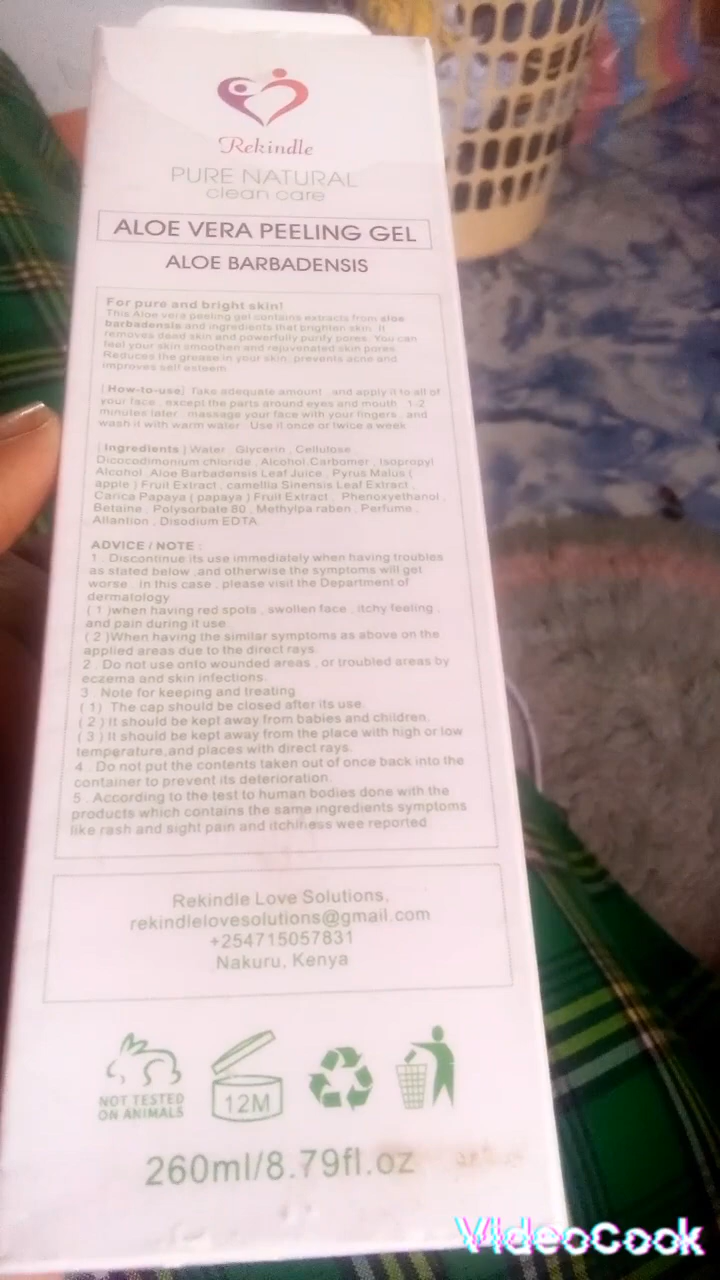 Rekindle
PURE NATURAL
clean care
ALOE VERA PEELING GEL
ALOE BARBADENSIS
For pure and bright skin!
This Aloe vera peeling gel contains extracts from aloe
barbadensis and ingredients that brighten skin. It
removes dead skin and powerfully purify pores. You can
feel your skin smoothen and rejuvenated skin pores.
Reduces the grease in your skin, prevents acne and
improves self esteem.
[How-to-use] Take adequate amount , and apply it to all of
your face , except the parts around eyes and mouth . 1-2
minutes later , massage your face with your fingers , and
wash it with warm water . Use it once or twice a week.
[Ingredients] Water , Glycerin , Cellulose ,
Dicocodimonium chloride , Alcohol,Carbomer , Isopropyl
Alcohol, Aloe Barbadensis Leaf Juice , Pyrus Malus (
apple ) Fruit Extract , camellia Sinensis Leaf Extract ,
Carica Papaya ( papaya ) Fruit Extract , Phenoxyethanol ,
Betaine , Polysorbate 80 , Methylpa raben , Perfume ,
Allantion , Disodium EDTA.
ADVICE / NOTE :
1 . Discontinue its use immediately when having troubles
as stated below ,and otherwise the symptoms will get
worse . in this case , please visit the Department of
dermatology
( 1 )when having red spots , swollen face , itchy feeling ,
and pain during it use.
( 2 )When having the similar symptoms as above on the
applied areas due to the direct rays.
2 . Do not use onto wounded areas , or troubled areas by
eczema and skin infections.
3 . Note for keeping and treating
( 1 ) The cap should be closed after its use.
( 2 ) It should be kept away from babies and children.
( 3 ) It should be kept away from the place with high or low
temperature,and places with direct rays.
4 . Do not put the contents taken out of once back into the
container to prevent its deterioration.
5 . According to the test to human bodies done with the
products which contains the same ingredients symptoms
like rash and sight pain and itchiness wee reported
Rekindle Love Solutions,
rekindlelovesolutions@gmail.com
+254715057831
Nakuru, Kenya
NOT TESTED
ON ANIMALS
12M
260ml/8.79fl.oz
VideoCook